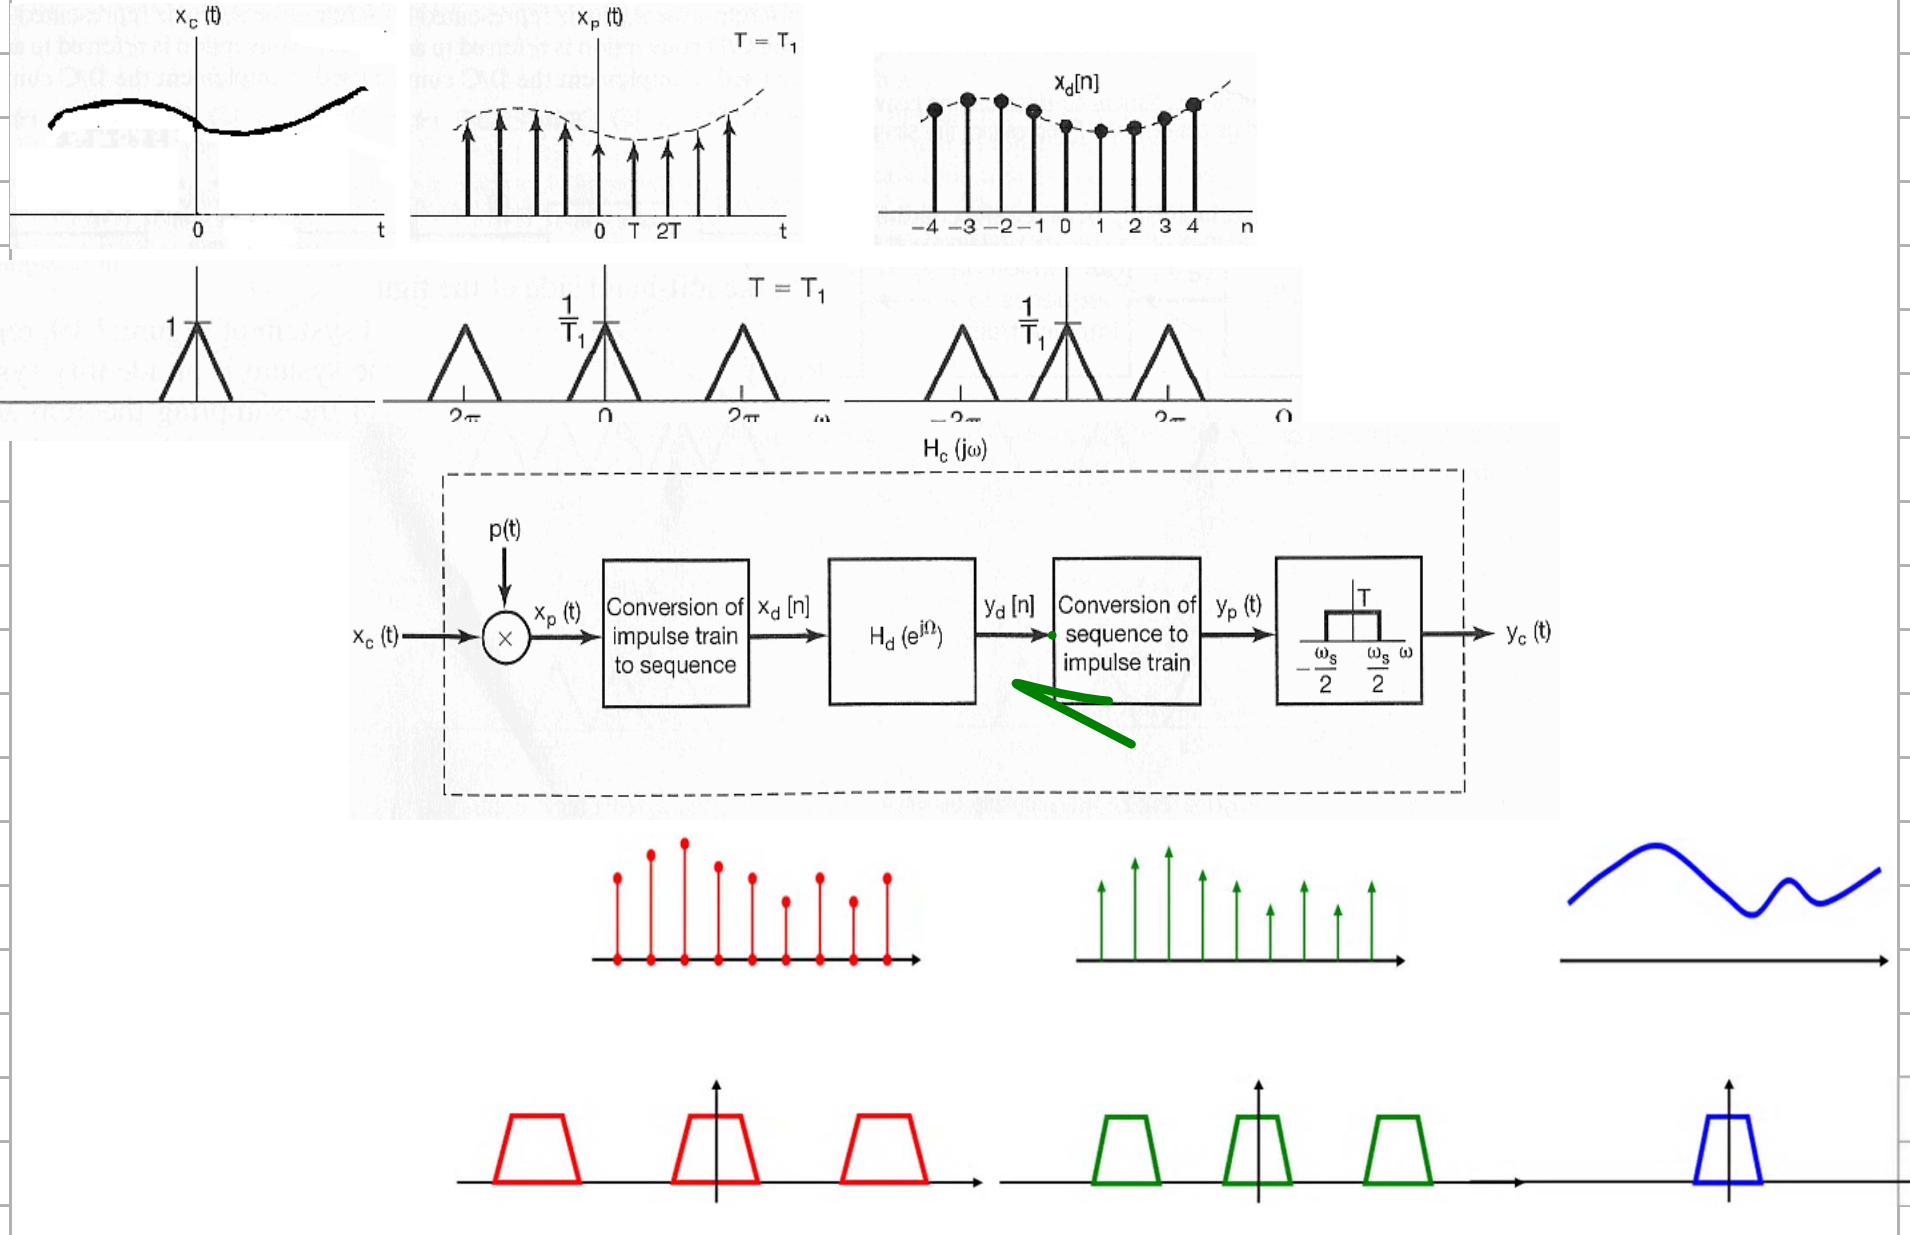 x_c (t)
0
t
x_p (t)
T = T_1
0 T 2T
t
x_d[n]
−4 −3 −2 −1 0 1 2 3 4 n
1
T = T_1
1
T_1
2π 0 2π ω
1
T_1
−2π 2π Ω
H_c (jω)
p(t)
x_c (t)
×
x_p (t)
Conversion of
impulse train
to sequence
x_d [n]
H_d (e^{jΩ})
y_d [n]
Conversion of
sequence to
impulse train
y_p (t)
T
−ω_s/2 ω_s/2 ω
y_c (t)